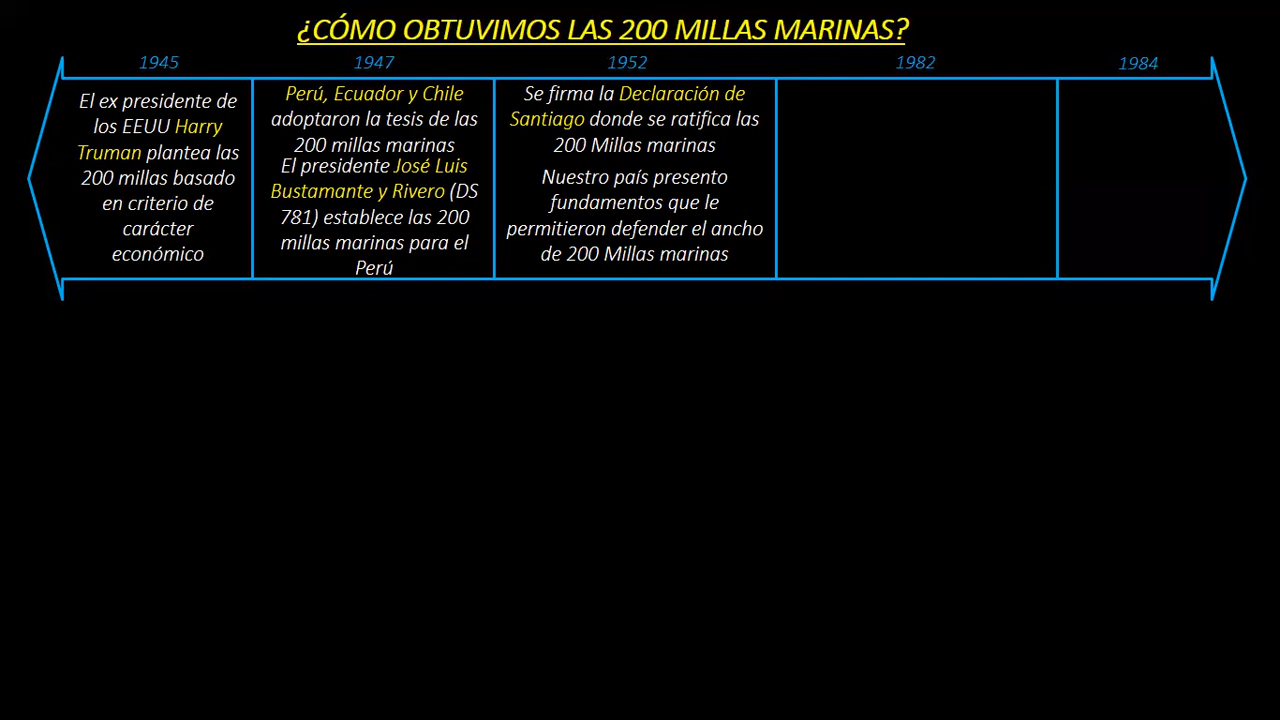 ¿CÓMO OBTUVIMOS LAS 200 MILLAS MARINAS?
1945
1947
1952
1982
1984
El ex presidente de
los EEUU Harry
Truman plantea las
200 millas basado
en criterio de
carácter
económico
Perú, Ecuador y Chile
adoptaron la tesis de las
200 millas marinas
El presidente José Luis
Bustamante y Rivero (DS
781) establece las 200
millas marinas para el
Perú
Se firma la Declaración de
Santiago donde se ratifica las
200 Millas marinas
Nuestro país presento
fundamentos que le
permitieron defender el ancho
de 200 Millas marinas